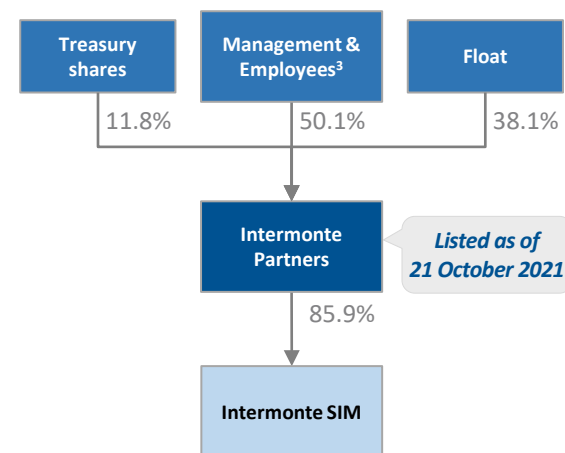 Treasury
shares
Management &
Employees³
Float
11.8%
50.1%
38.1%
Intermonte
Partners
Listed as of
21 October 2021
85.9%
Intermonte SIM